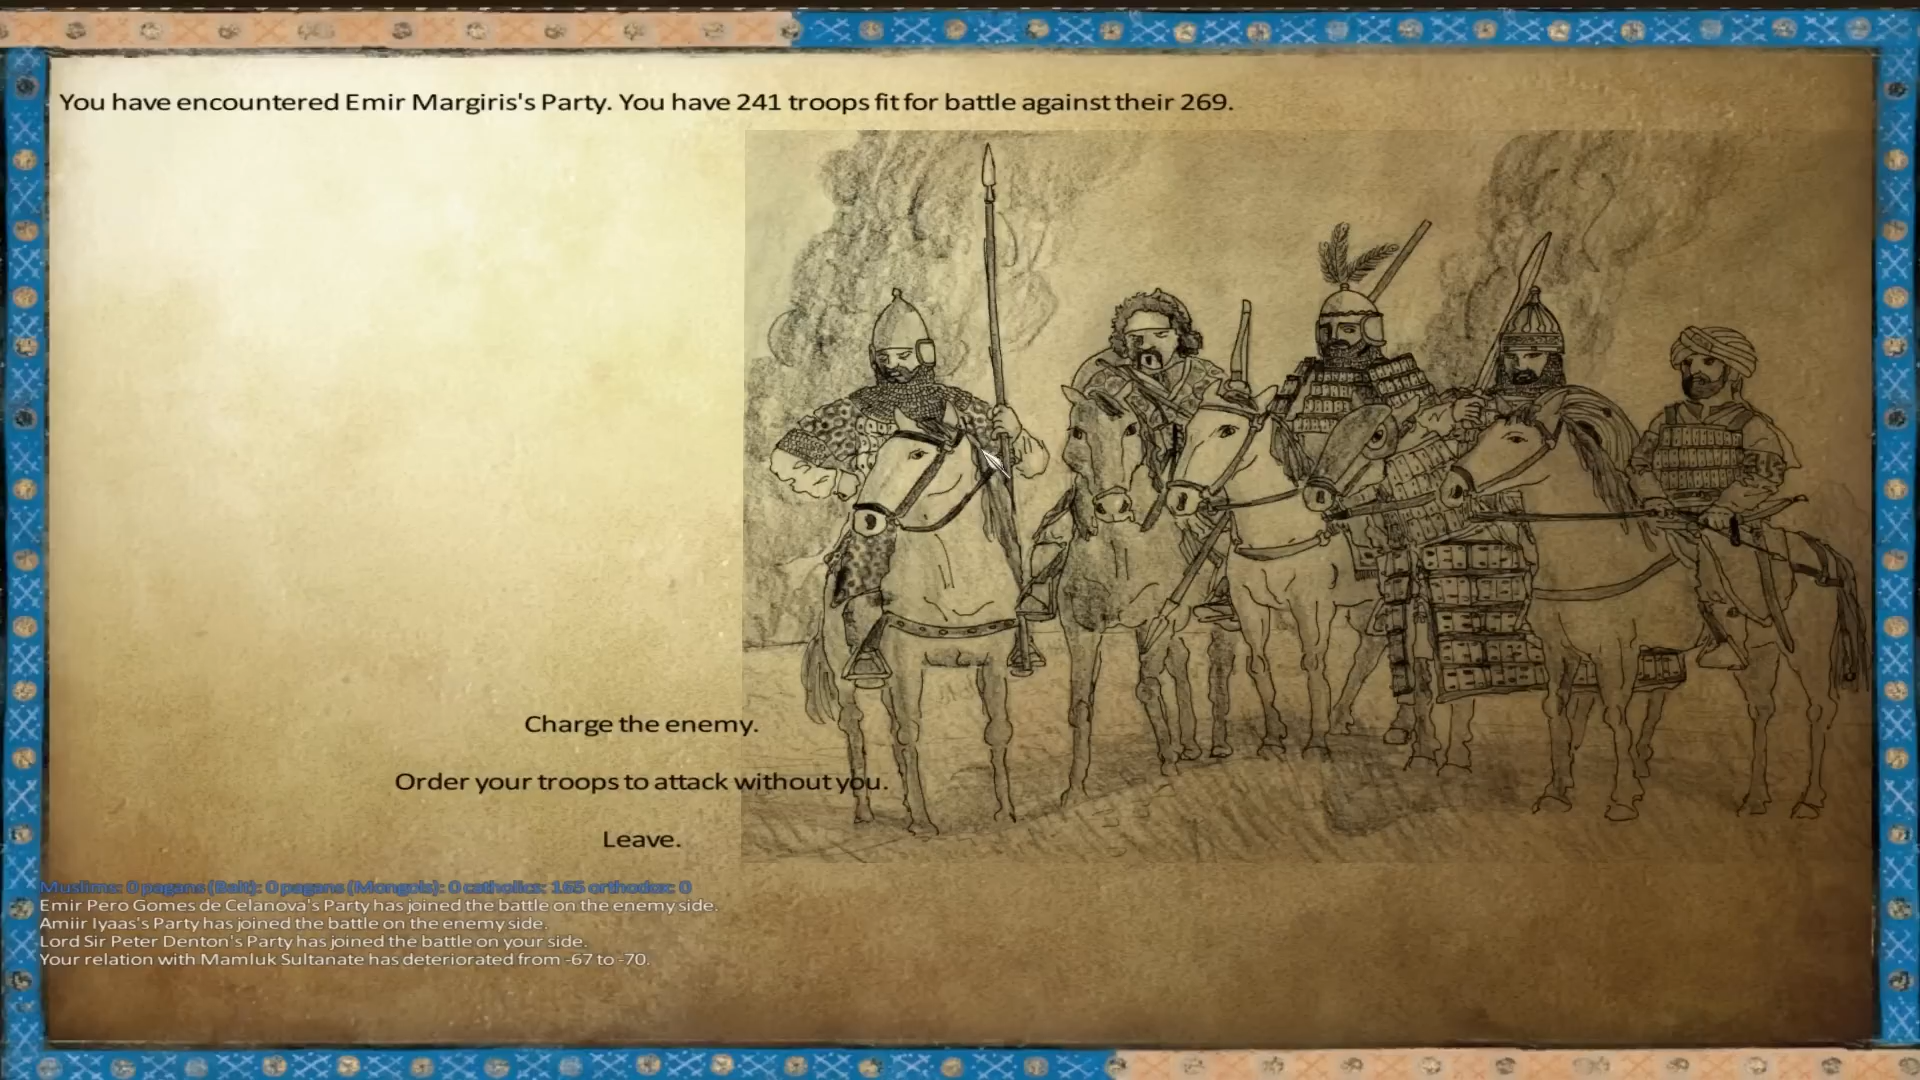 You have encountered Emir Margiris's Party. You have 241 troops fit for battle against their 269.
Charge the enemy.
Order your troops to attack without you.
Leave.
Muslims: 0 pagans (Balt): 0 pagans (Mongols): 0 catholics: 165 orthodox: 0
Emir Pero Gomes de Celanova's Party has joined the battle on the enemy side.
Amiir Iyaas's Party has joined the battle on the enemy side.
Lord Sir Peter Denton's Party has joined the battle on your side.
Your relation with Mamluk Sultanate has deteriorated from -67 to -70.